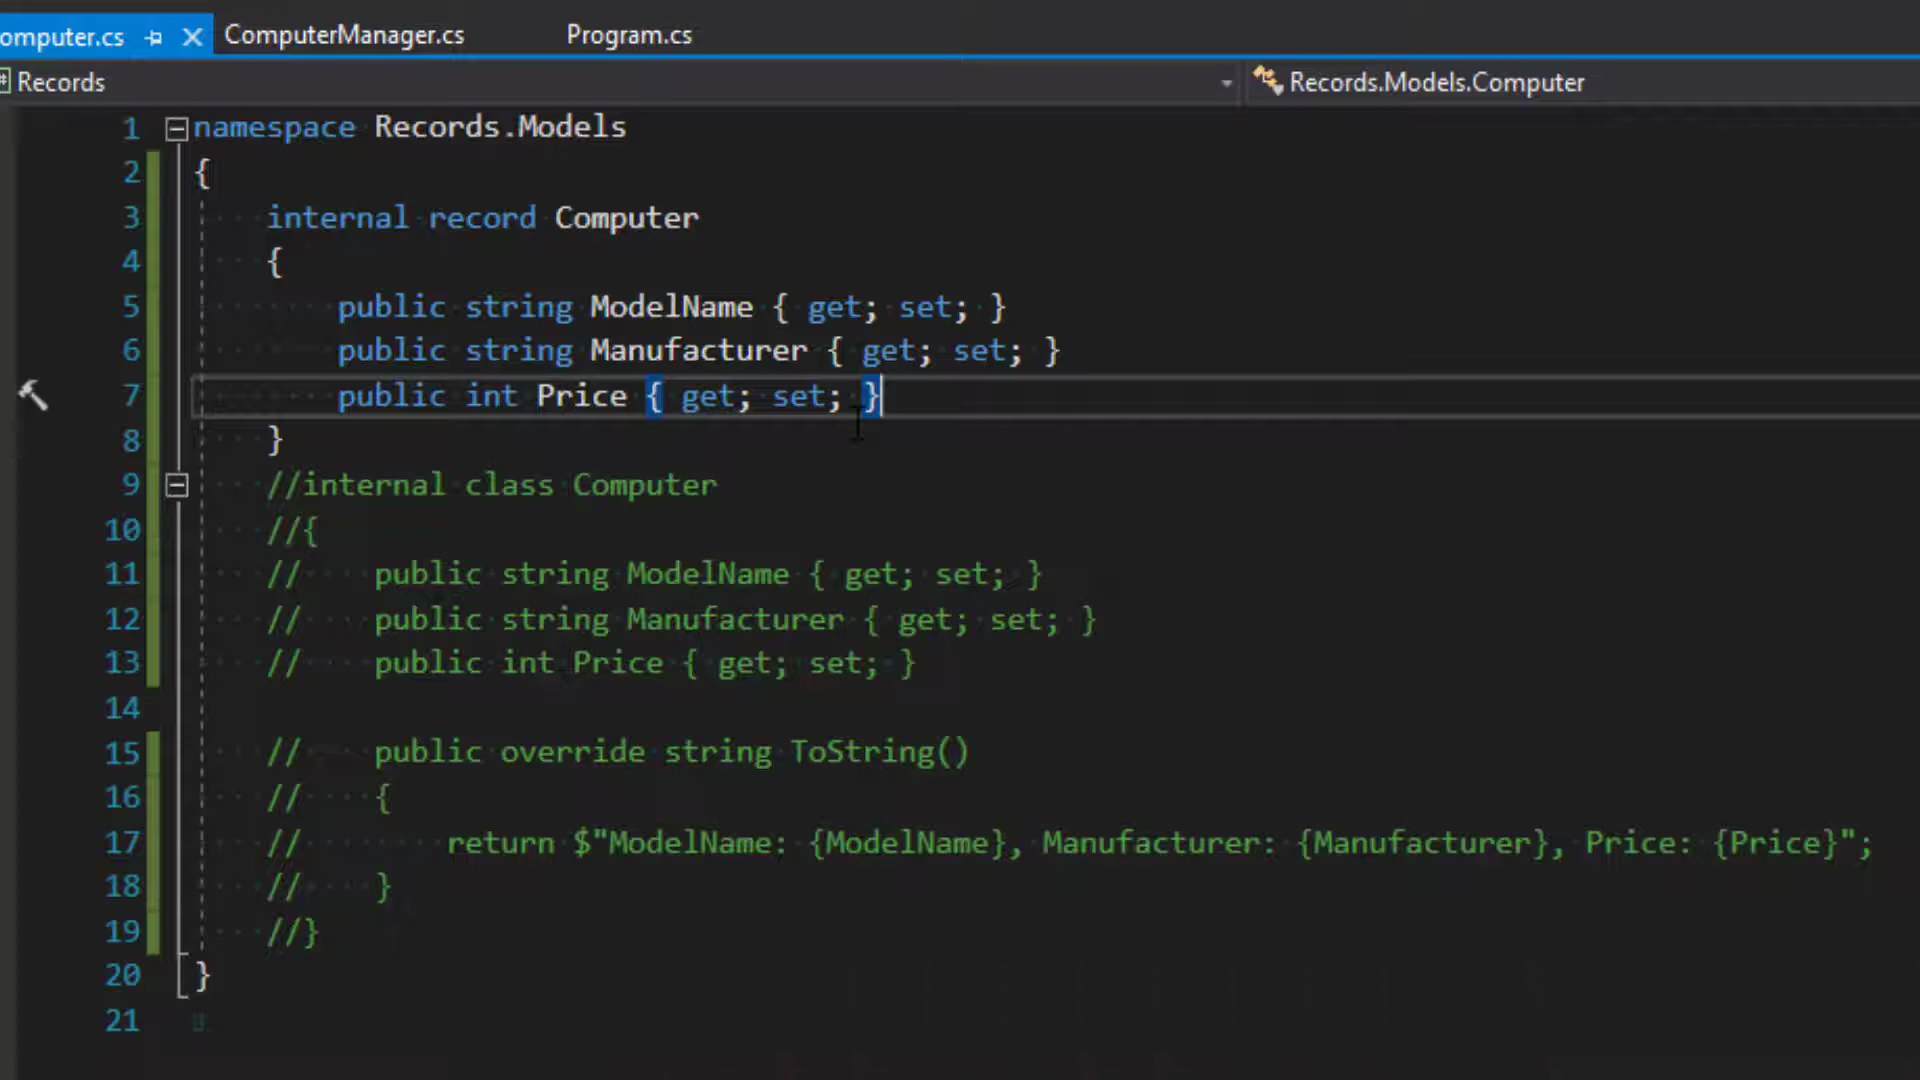 omputer.cs
ComputerManager.cs
Program.cs
Records
Records.Models.Computer
1 namespace Records.Models
2 {
3 internal record Computer
4 {
5 public string ModelName { get; set; }
6 public string Manufacturer { get; set; }
7 public int Price { get; set; }
8 }
9 //internal class Computer
10 //{
11 // public string ModelName { get; set; }
12 // public string Manufacturer { get; set; }
13 // public int Price { get; set; }
14
15 // public override string ToString()
16 // {
17 // return $"ModelName: {ModelName}, Manufacturer: {Manufacturer}, Price: {Price}";
18 // }
19 //}
20 }
21